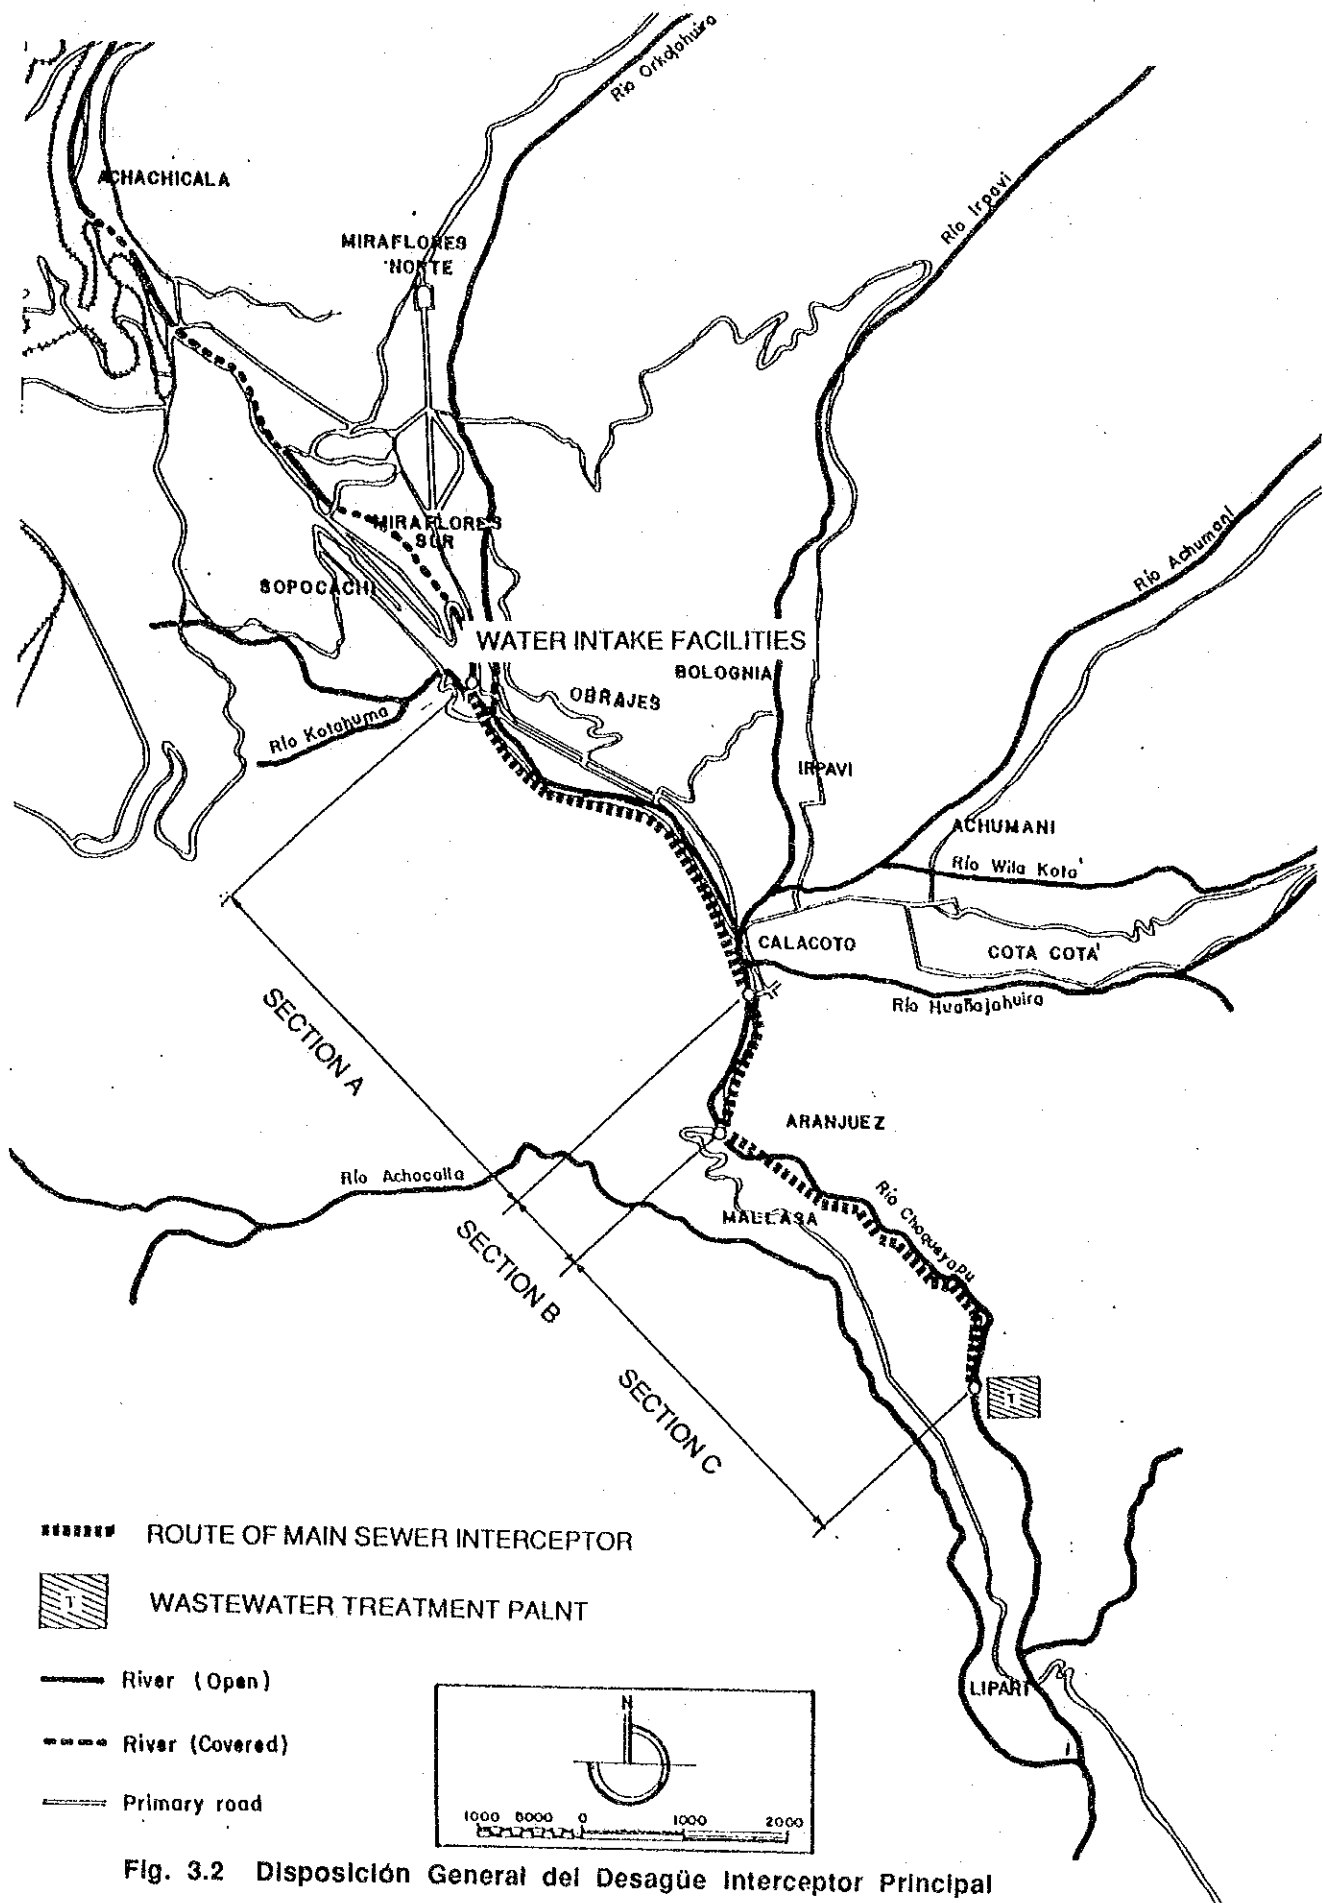 Río Orkojahuira
ACHACHICALA
Río Irpavi
MIRAFLORES
NORTE
Río Achumani
MIRAFLORES
SUR
SOPOCACHI
WATER INTAKE FACILITIES
BOLOGNIA
OBRAJES
Río Kotahuma
IRPAVI
ACHUMANI
Río Wila Kota'
CALACOTO
COTA COTA'
Río Huañajahuira
SECTION A
ARANJUEZ
Río Achocalla
Río Choqueyapu
MALLASA
SECTION B
SECTION C
T
ROUTE OF MAIN SEWER INTERCEPTOR
T
WASTEWATER TREATMENT PALNT
River (Open)
LIPARI
N
River (Covered)
Primary road
1000 5000 0 1000 2000
Fig. 3.2 Disposición General del Desagüe Interceptor Principal